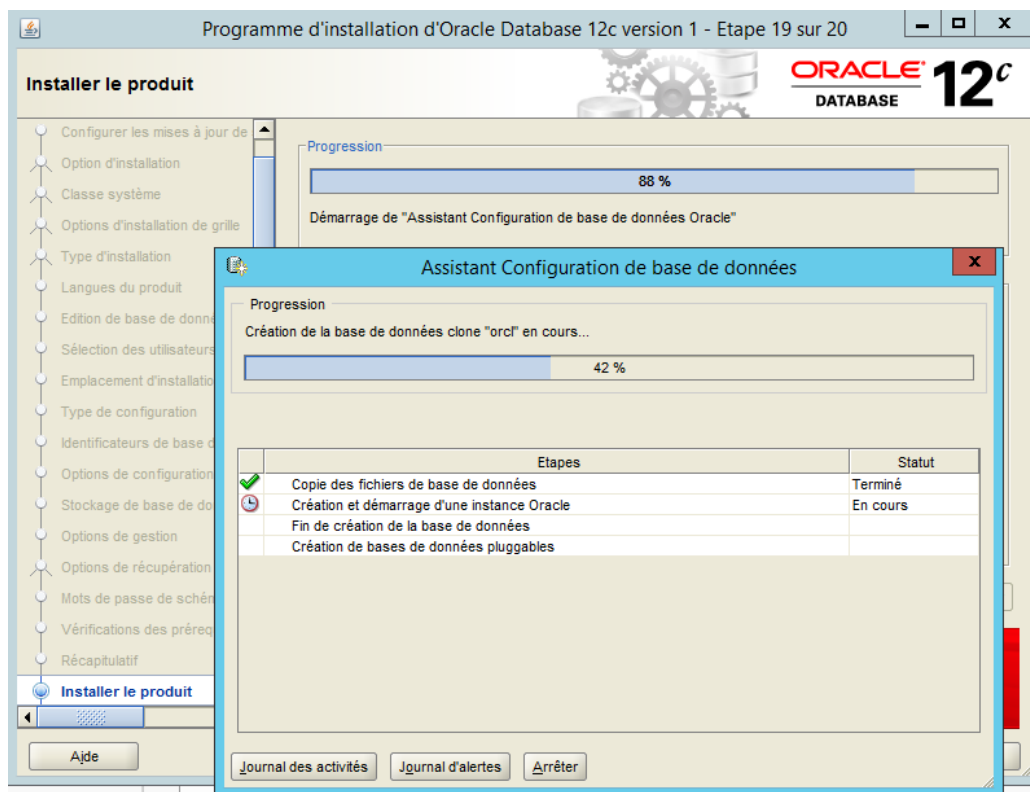 Programme d'installation d'Oracle Database 12c version 1 - Etape 19 sur 20
Installer le produit
ORACLE
DATABASE
12c
Configurer les mises à jour de
Option d'installation
Classe système
Options d'installation de grille
Type d'installation
Langues du produit
Edition de base de donné
Sélection des utilisateurs
Emplacement d'installatio
Type de configuration
Identificateurs de base d
Options de configuration
Stockage de base de do
Options de gestion
Options de récupération
Mots de passe de schém
Vérifications des préreq
Récapitulatif
Installer le produit
Aide
Progression
88 %
Démarrage de "Assistant Configuration de base de données Oracle"
Assistant Configuration de base de données
Progression
Création de la base de données clone "orcl" en cours...
42 %
Etapes Statut
Copie des fichiers de base de données Terminé
Création et démarrage d'une instance Oracle En cours
Fin de création de la base de données
Création de bases de données pluggables
Journal des activités Journal d'alertes Arrêter